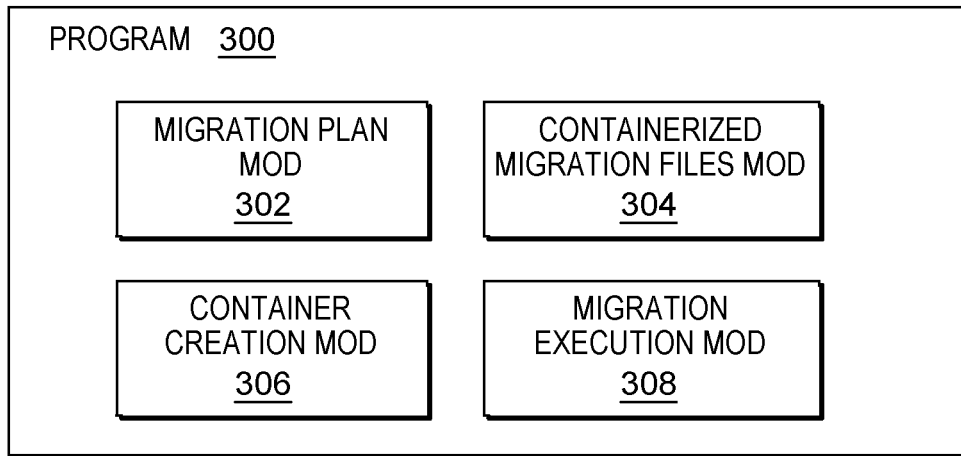 PROGRAM 300
MIGRATION PLAN
MOD
302
CONTAINERIZED
MIGRATION FILES MOD
304
CONTAINER
CREATION MOD
306
MIGRATION
EXECUTION MOD
308